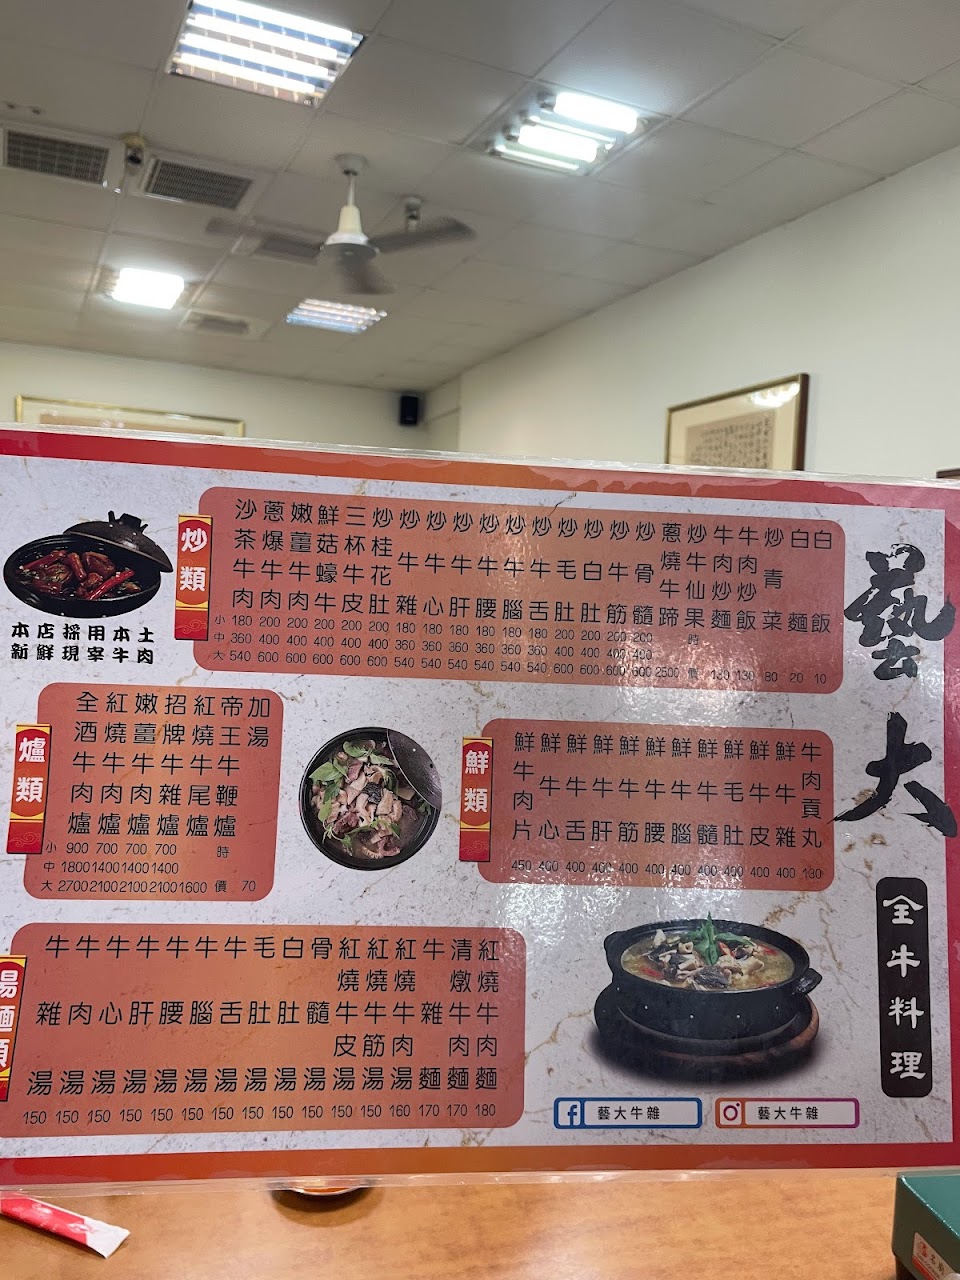 藝大
全牛料理
本店採用本土
新鮮現宰牛肉
炒類
沙茶牛肉
蔥爆牛肉
嫩薑牛肉
鮮菇蠔牛
三杯牛皮
炒桂花肚
炒牛雜
炒牛心
炒牛肝
炒牛腰
炒牛腦
炒牛舌
炒毛肚
炒白肚
炒牛筋
炒骨髓
蔥燒牛蹄
炒牛仙果
牛肉炒麵
牛肉炒飯
炒青菜
白麵
白飯
小 180 200 200 200 200 200 180 180 180 180 180 180 200 200 200 200 時
中 360 400 400 400 400 400 360 360 360 360 360 360 400 400 400 400
大 540 600 600 600 600 600 540 540 540 540 540 540 600 600 600 600 2500 價 130 130 80 20 10
爐類
全酒牛肉爐
紅燒牛肉爐
嫩薑牛肉爐
招牌牛雜爐
紅燒牛尾爐
帝王牛鞭爐
加湯
小 900 700 700 700 時
中 1800 1400 1400 1400
大 2700 2100 2100 2100 1600 價 70
鮮類
鮮牛肉片
鮮牛心
鮮牛舌
鮮牛肝
鮮牛筋
鮮牛腰
鮮牛腦
鮮牛髓
鮮毛肚
鮮牛皮
鮮牛雜
牛肉貢丸
450 400 400 400 400 400 400 400 400 400 400 180
湯麵類
牛雜湯
牛肉湯
牛心湯
牛肝湯
牛腰湯
牛腦湯
牛舌湯
毛肚湯
白肚湯
骨髓湯
紅燒牛皮湯
紅燒牛筋湯
紅燒牛肉湯
牛雜麵
清燉牛肉麵
紅燒牛肉麵
150 150 150 150 150 150 150 150 150 150 150 150 160 170 170 180
藝大牛雜
藝大牛雜